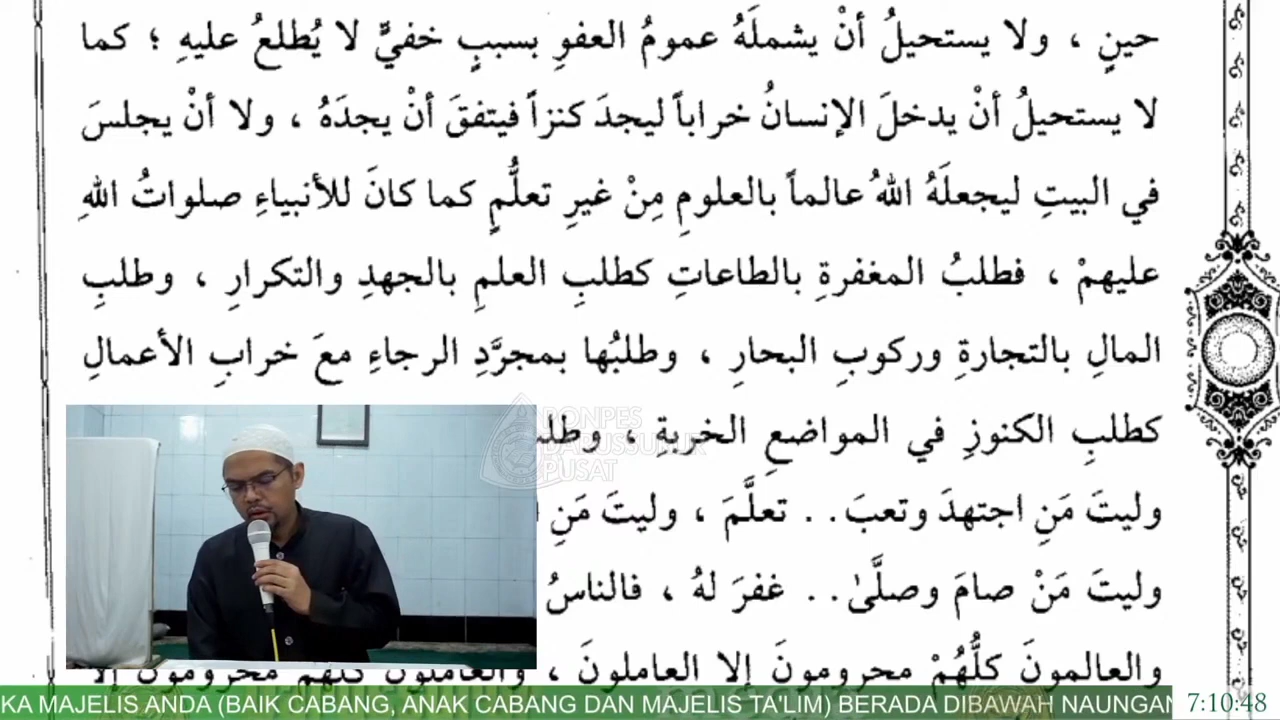 حينٍ ، ولا يستحيلُ أنْ يشملَهُ عمومُ العفوِ بسببٍ خفيٍّ لا يُطلعُ عليهِ ؛ كما
لا يستحيلُ أنْ يدخلَ الإنسانُ خراباً ليجدَ كنزاً فيتفقَ أنْ يجدَهُ ، ولا أنْ يجلسَ
في البيتِ ليجعلَهُ اللهُ عالماً بالعلومِ مِنْ غيرِ تعلُّمٍ كما كانَ للأنبياءِ صلواتُ اللهِ
عليهمْ ، فطلبُ المغفرةِ بالطاعاتِ كطلبِ العلمِ بالجهدِ والتكرارِ ، وطلبِ
المالِ بالتجارةِ وركوبِ البحارِ ، وطلبُها بمجرَّدِ الرجاءِ معَ خرابِ الأعمالِ
كطلبِ الكنوزِ في المواضعِ الخربةِ ،
وليتَ مَنِ اجتهدَ وتعبَ . . تعلَّمَ ، وليتَ مَنِ
وليتَ مَنْ صامَ وصلَّىٰ . . غفرَ لهُ ، فالناسُ
والعالمونَ كلُّهُمْ محرومونَ إلا العاملونَ ، والعاملونَ كلُّهُمْ محرومونَ إلا
PONPES
DARUSSUNUR
PUSAT
KA MAJELIS ANDA (BAIK CABANG, ANAK CABANG DAN MAJELIS TA'LIM) BERADA DIBAWAH NAUNGAN
7:10:48